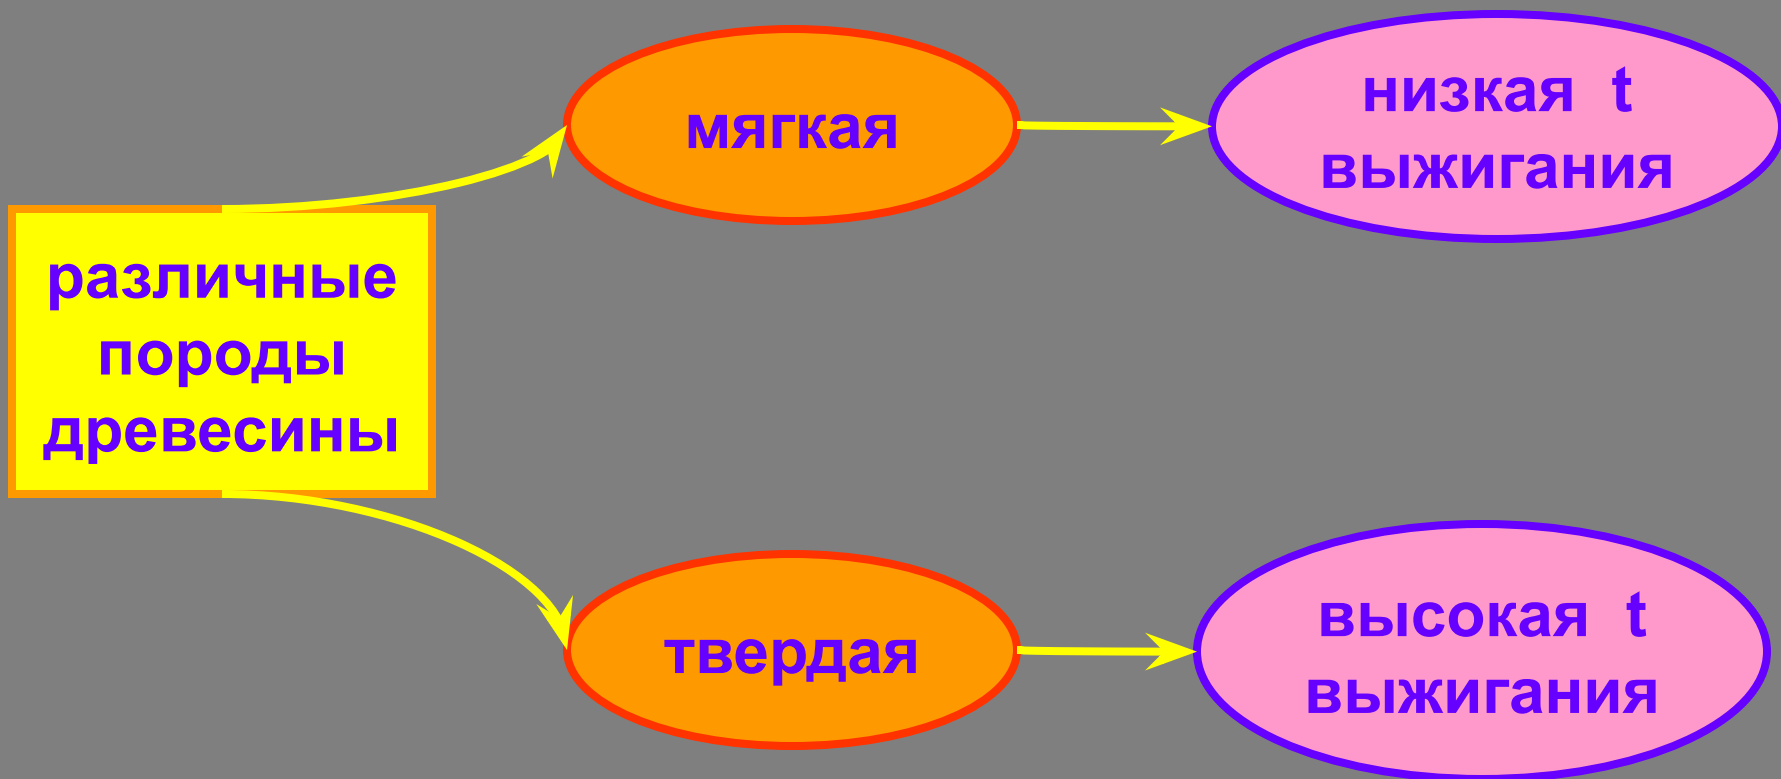 различные
породы
древесины
мягкая
низкая t
выжигания
твердая
высокая t
выжигания